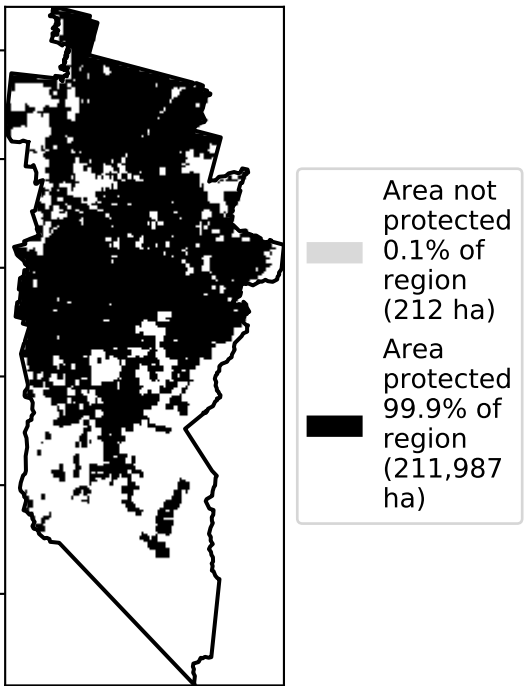 Area not
protected
0.1% of
region
(212 ha)
Area
protected
99.9% of
region
(211,987
ha)